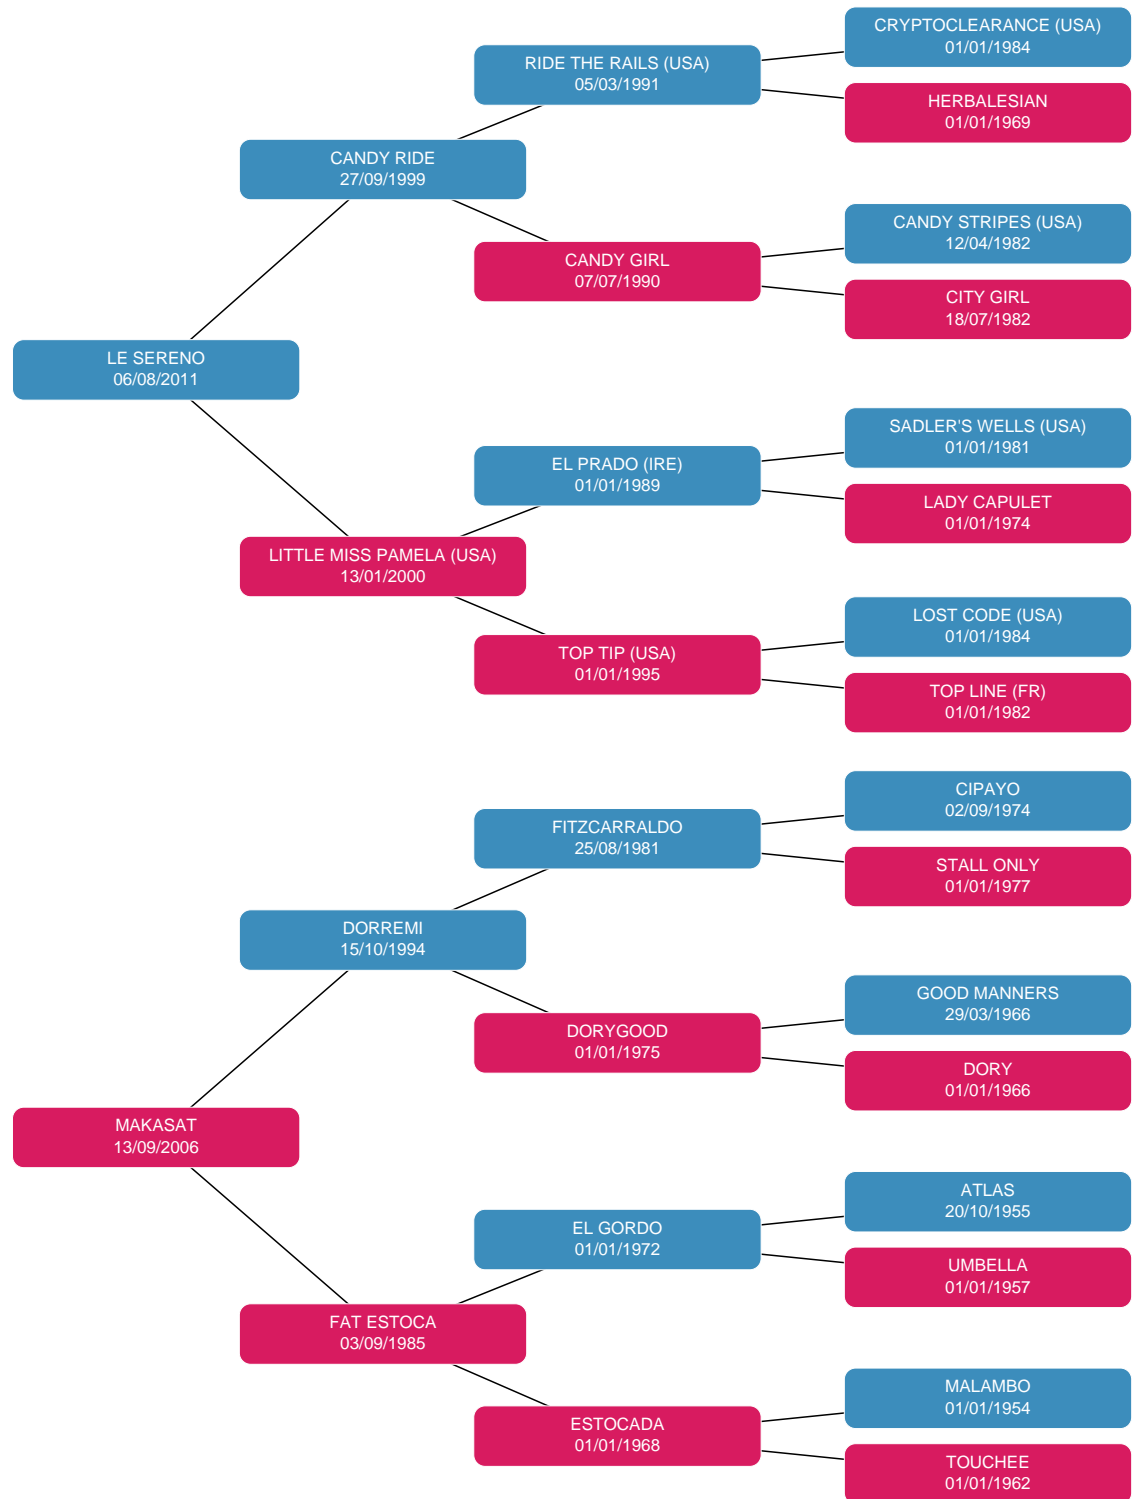 CRYPTOCLEARANCE (USA)
01/01/1984
RIDE THE RAILS (USA)
05/03/1991
HERBALESIAN
01/01/1969
CANDY RIDE
27/09/1999
CANDY STRIPES (USA)
12/04/1982
CANDY GIRL
07/07/1990
CITY GIRL
18/07/1982
LE SERENO
06/08/2011
SADLER'S WELLS (USA)
01/01/1981
EL PRADO (IRE)
01/01/1989
LADY CAPULET
01/01/1974
LITTLE MISS PAMELA (USA)
13/01/2000
LOST CODE (USA)
01/01/1984
TOP TIP (USA)
01/01/1995
TOP LINE (FR)
01/01/1982
CIPAYO
02/09/1974
FITZCARRALDO
25/08/1981
STALL ONLY
01/01/1977
DORREMI
15/10/1994
GOOD MANNERS
29/03/1966
DORYGOOD
01/01/1975
DORY
01/01/1966
MAKASAT
13/09/2006
ATLAS
20/10/1955
EL GORDO
01/01/1972
UMBELLA
01/01/1957
FAT ESTOCA
03/09/1985
MALAMBO
01/01/1954
ESTOCADA
01/01/1968
TOUCHEE
01/01/1962